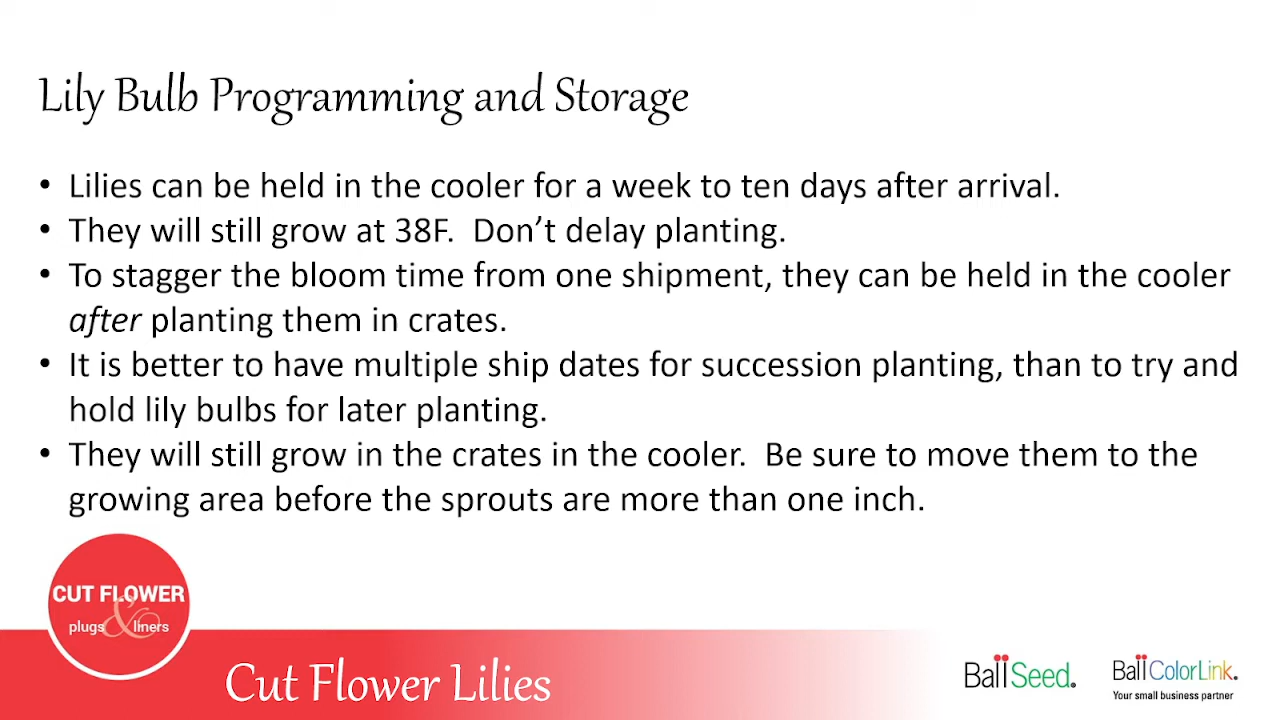 Lily Bulb Programming and Storage
• Lilies can be held in the cooler for a week to ten days after arrival.
• They will still grow at 38F.  Don’t delay planting.
• To stagger the bloom time from one shipment, they can be held in the cooler
after planting them in crates.
• It is better to have multiple ship dates for succession planting, than to try and
hold lily bulbs for later planting.
• They will still grow in the crates in the cooler.  Be sure to move them to the
growing area before the sprouts are more than one inch.
CUT FLOWER
plugs & liners
Cut Flower Lilies
Ball Seed.
Ball ColorLink.
Your small business partner